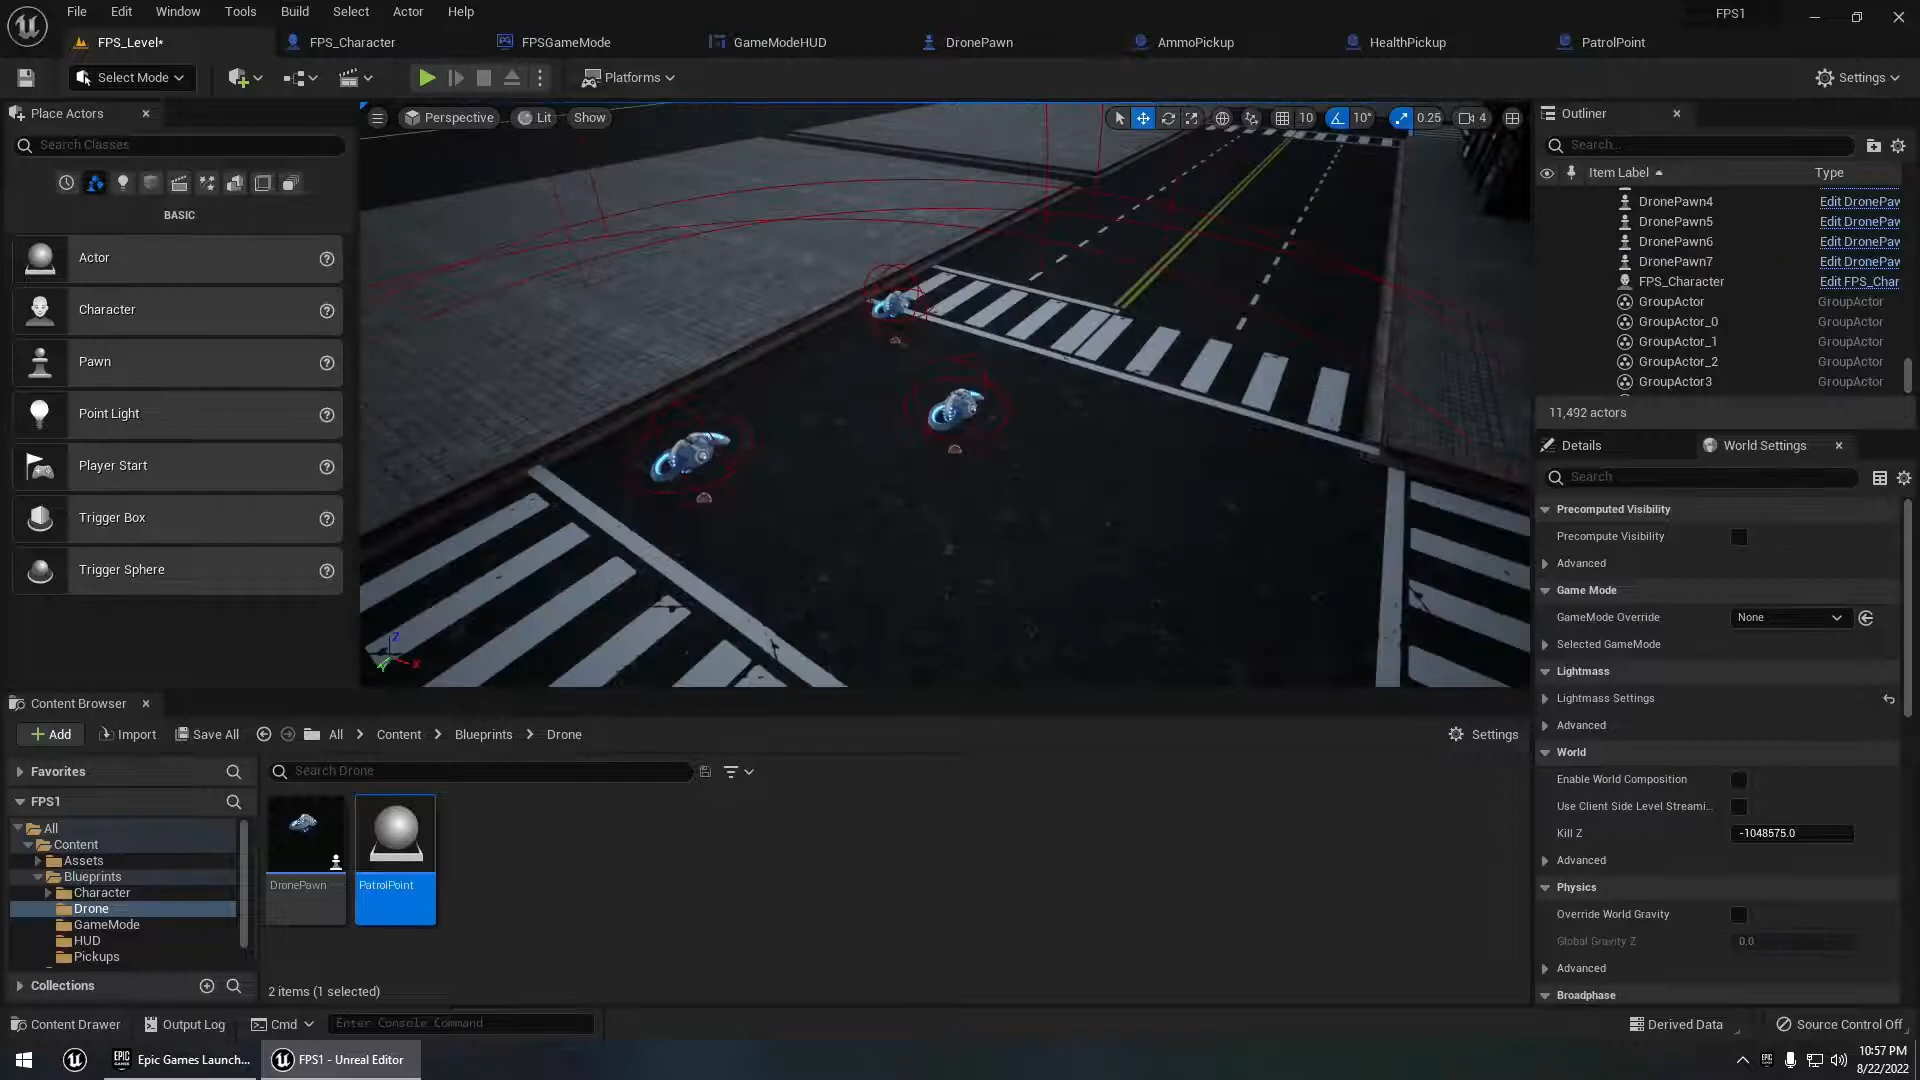 File Edit Window Tools Build Select Actor Help
FPS1
FPS_Level*
FPS_Character
FPSGameMode
GameModeHUD
DronePawn
AmmoPickup
HealthPickup
PatrolPoint
Select Mode
Platforms
Settings
Place Actors
Search Classes
BASIC
Actor
Character
Pawn
Point Light
Player Start
Trigger Box
Trigger Sphere
Perspective
Lit
Show
10
10°
0.25
4
Z
X
Y
Outliner
Search...
Item Label
Type
DronePawn4 Edit DronePaw
DronePawn5 Edit DronePaw
DronePawn6 Edit DronePaw
DronePawn7 Edit DronePaw
FPS_Character Edit FPS_Char
GroupActor GroupActor
GroupActor_0 GroupActor
GroupActor_1 GroupActor
GroupActor_2 GroupActor
GroupActor3 GroupActor
11,492 actors
Details
World Settings
Search
Precomputed Visibility
Precompute Visibility
Advanced
Game Mode
GameMode Override None
Selected GameMode
Lightmass
Lightmass Settings
Advanced
World
Enable World Composition
Use Client Side Level Streami...
Kill Z -1048575.0
Advanced
Physics
Override World Gravity
Global Gravity Z 0.0
Advanced
Broadphase
Content Browser
Add
Import
Save All
All
Content
Blueprints
Drone
Settings
Favorites
Search Drone
FPS1
All
Content
Assets
Blueprints
Character
Drone
GameMode
HUD
Pickups
Collections
DronePawn
PatrolPoint
2 items (1 selected)
Content Drawer
Output Log
Cmd
Enter Console Command
Derived Data
Source Control Off
EPIC
Epic Games Launch...
FPS1 - Unreal Editor
10:57 PM
8/22/2022